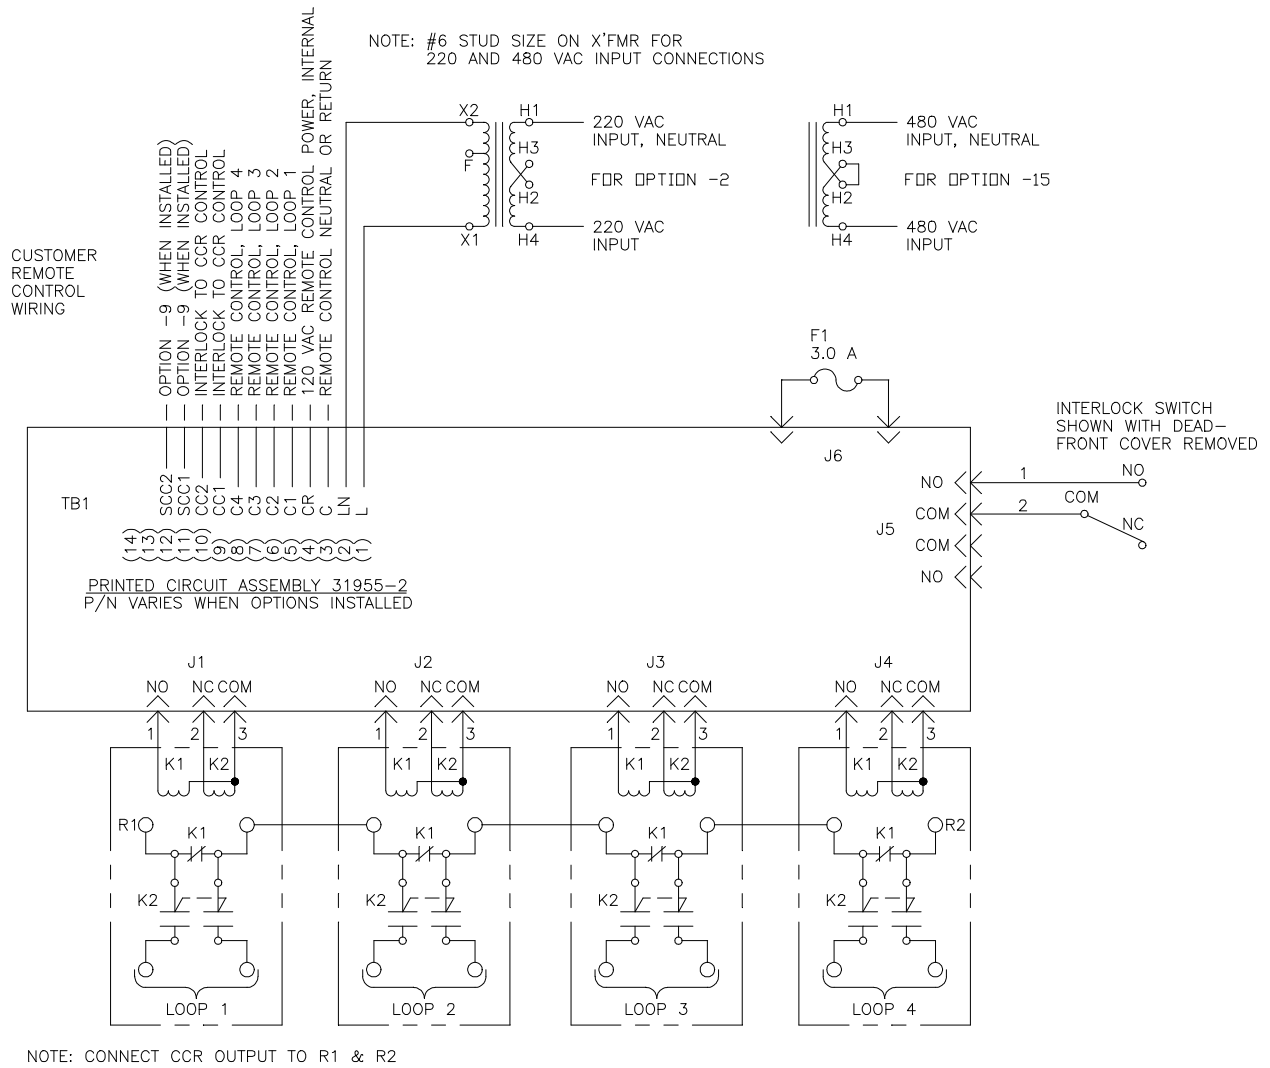 NOTE: #6 STUD SIZE ON X'FMR FOR
220 AND 480 VAC INPUT CONNECTIONS
X2
F
X1
H1
H3
H2
H4
220 VAC
INPUT, NEUTRAL
FOR OPTION -2
220 VAC
INPUT
H1
H3
H2
H4
480 VAC
INPUT, NEUTRAL
FOR OPTION -15
480 VAC
INPUT
CUSTOMER
REMOTE
CONTROL
WIRING
OPTION -9 (WHEN INSTALLED)
OPTION -9 (WHEN INSTALLED)
INTERLOCK TO CCR CONTROL
INTERLOCK TO CCR CONTROL
REMOTE CONTROL, LOOP 4
REMOTE CONTROL, LOOP 3
REMOTE CONTROL, LOOP 2
REMOTE CONTROL, LOOP 1
120 VAC REMOTE CONTROL POWER, INTERNAL
REMOTE CONTROL NEUTRAL OR RETURN
F1
3.0 A
J6
INTERLOCK SWITCH
SHOWN WITH DEAD-
FRONT COVER REMOVED
TB1
SCC2
SCC1
CC2
CC1
C4
C3
C2
C1
CR
C
LN
L
(14)
(13)
(12)
(11)
(10)
(9)
(8)
(7)
(6)
(5)
(4)
(3)
(2)
(1)
PRINTED CIRCUIT ASSEMBLY 31955-2
P/N VARIES WHEN OPTIONS INSTALLED
J5
NO
COM
COM
NO
1
2
NO
COM
NC
J1
NO NC COM
1 2 3
K1 K2
R1
K1
K2
LOOP 1
J2
NO NC COM
1 2 3
K1 K2
K1
K2
LOOP 2
J3
NO NC COM
1 2 3
K1 K2
K1
K2
LOOP 3
J4
NO NC COM
1 2 3
K1 K2
K1
R2
K2
LOOP 4
NOTE: CONNECT CCR OUTPUT TO R1 & R2